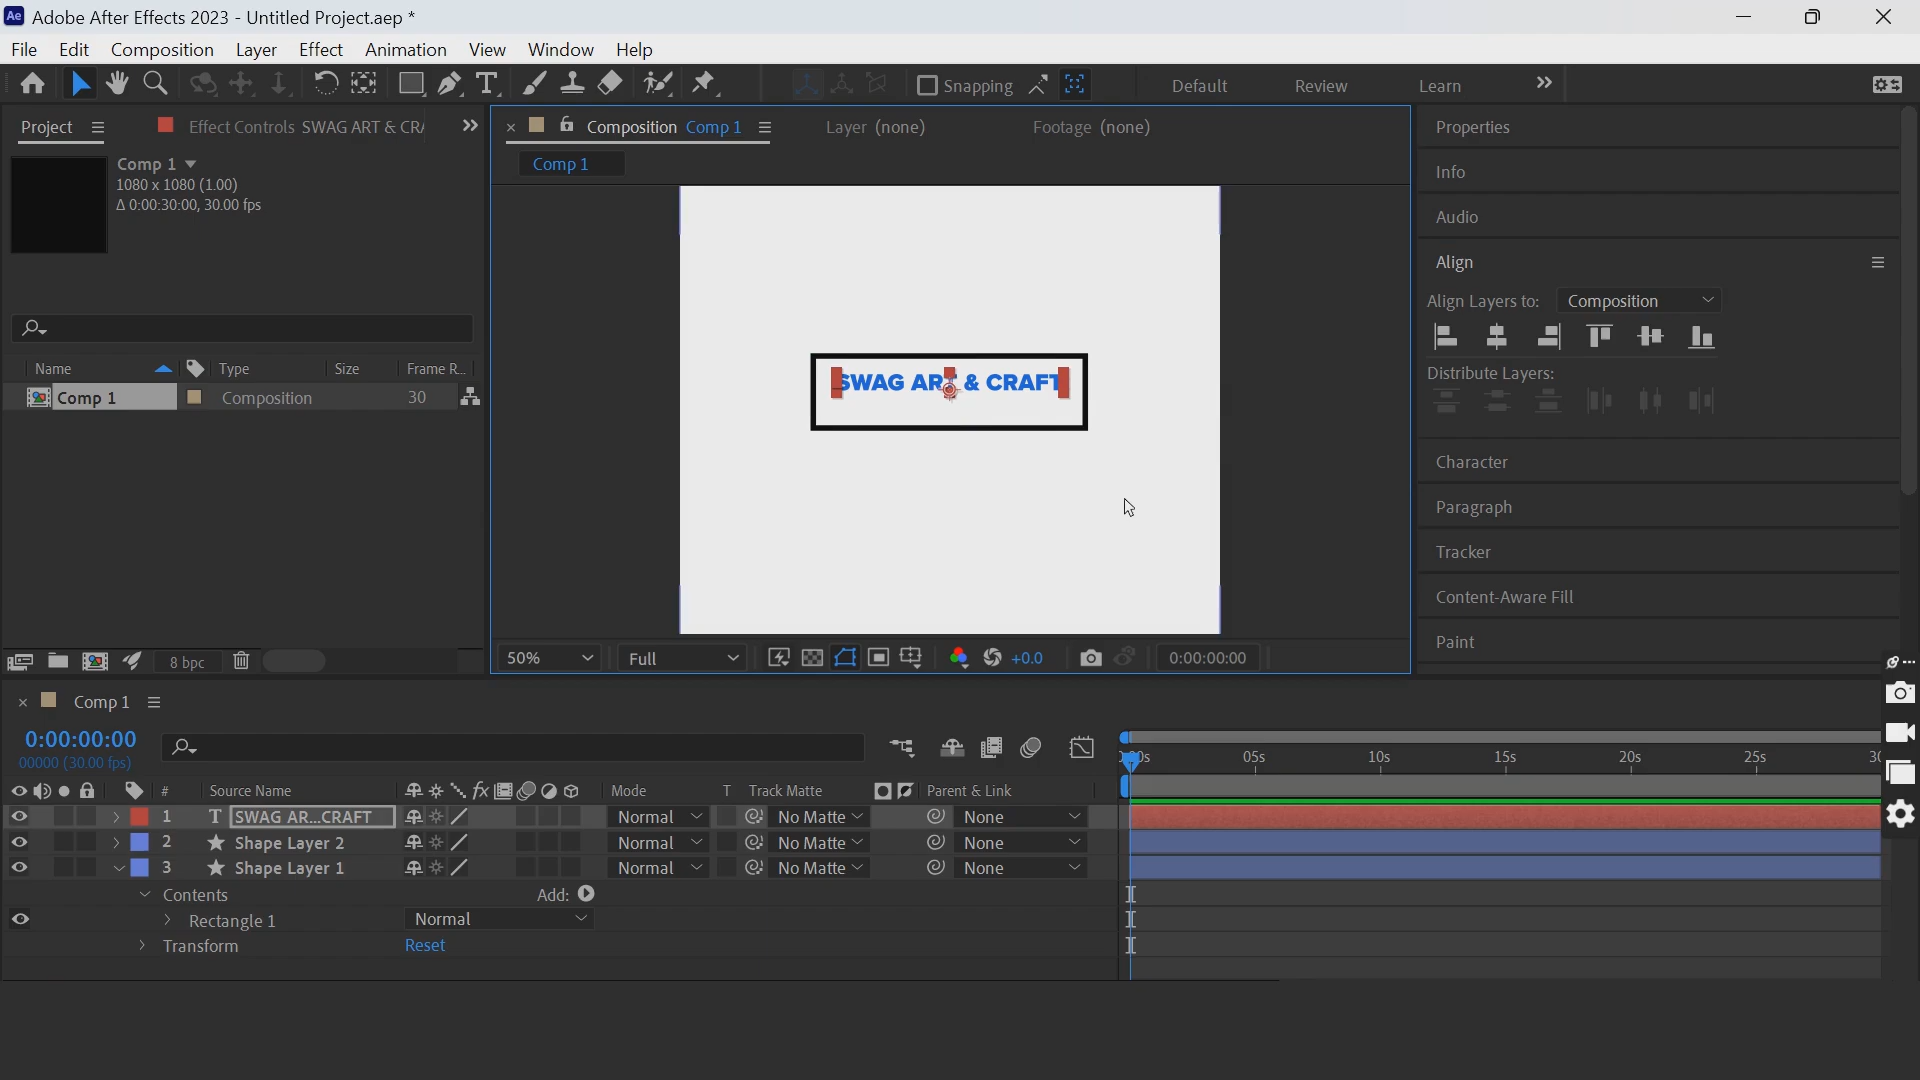 Ae Adobe After Effects 2023 - Untitled Project.aep *
File Edit Composition Layer Effect Animation View Window Help
Snapping Default Review Learn
Project Effect Controls SWAG ART & CRA
Comp 1
1080 x 1080 (1.00)
Δ 0:00:30:00, 30.00 fps
Name Type Size Frame R...
Comp 1 Composition 30
8 bpc
Composition Comp 1 Layer (none) Footage (none)
Comp 1
SWAG ART & CRAFT
50% Full +0.0 0:00:00:00
Properties
Info
Audio
Align
Align Layers to: Composition
Distribute Layers:
Character
Paragraph
Tracker
Content-Aware Fill
Paint
Comp 1
0:00:00:00
00000 (30.00 fps)
05s 10s 15s 20s 25s
# Source Name Mode T Track Matte Parent & Link
1 T SWAG AR...CRAFT Normal No Matte None
2 Shape Layer 2 Normal No Matte None
3 Shape Layer 1 Normal No Matte None
Contents Add:
Rectangle 1 Normal
Transform Reset